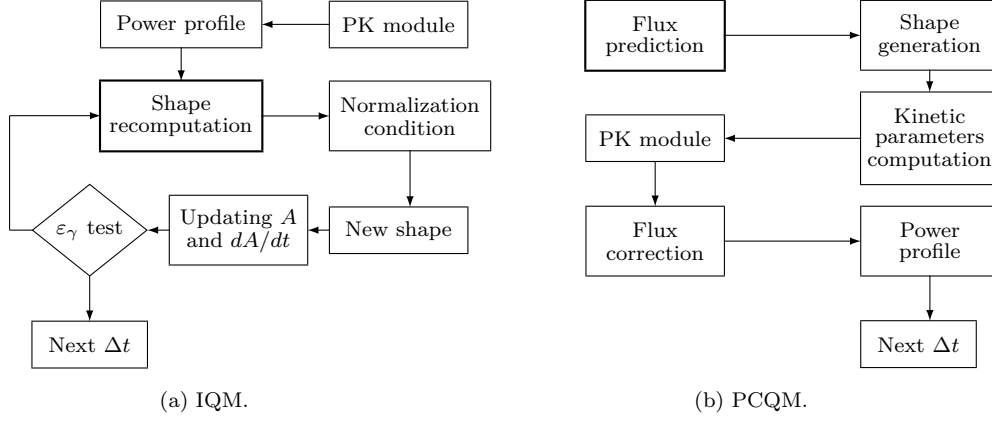 Power profile
PK module
Shape
recomputation
Normalization
condition
εγ test
Updating A
and dA/dt
New shape
Next Δt
(a) IQM.
Flux
prediction
Shape
generation
PK module
Kinetic
parameters
computation
Flux
correction
Power
profile
Next Δt
(b) PCQM.